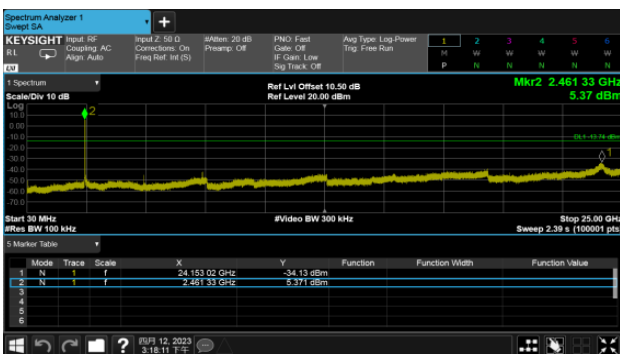 Spectrum Analyzer 1
Swept SA
KEYSIGHT
RL
Input: RF
Coupling: AC
Align: Auto
Input Z: 50 Ω
Corrections: On
Freq Ref: Int (S)
#Atten: 20 dB
Preamp: Off
PNO: Fast
Gate: Off
IF Gain: Low
Sig Track: Off
Avg Type: Log-Power
Trig: Free Run
1 2 3 4 5 6
M W W W W W
P N N N N N
1 Spectrum
Scale/Div 10 dB
Log
Ref Lvl Offset 10.50 dB
Ref Level 20.00 dBm
Mkr2 2.461 33 GHz
5.37 dBm
10.0
0.00
-10.0
-20.0
-30.0
-40.0
-50.0
-60.0
-70.0
2
DL1 -13.74 dBm
1
Start 30 MHz
#Res BW 100 kHz
#Video BW 300 kHz
Stop 25.00 GHz
Sweep 2.39 s (100001 pts)
5 Marker Table
Mode Trace Scale X Y Function Function Width Function Value
1 N 1 f 24.153 02 GHz -34.13 dBm
2 N 1 f 2.461 33 GHz 5.371 dBm
3
4
5
6
?
四月 12, 2023
3:18:11 下午